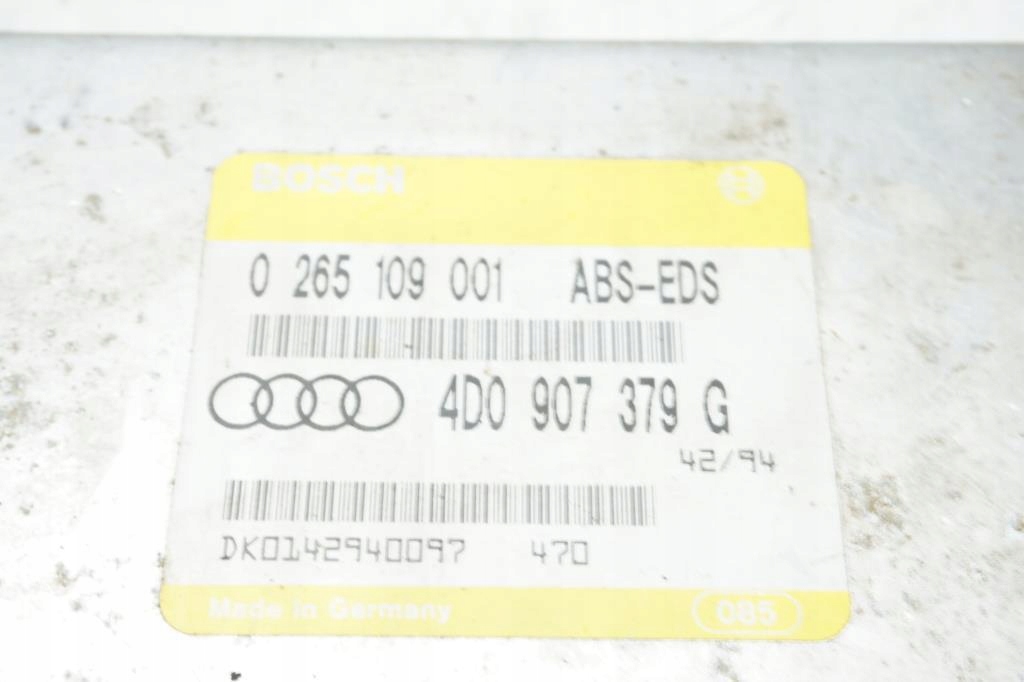 BOSCH
0 265 109 001 ABS-EDS
4D0 907 379 G
42/94
DK0142940097 470
Made in Germany 085